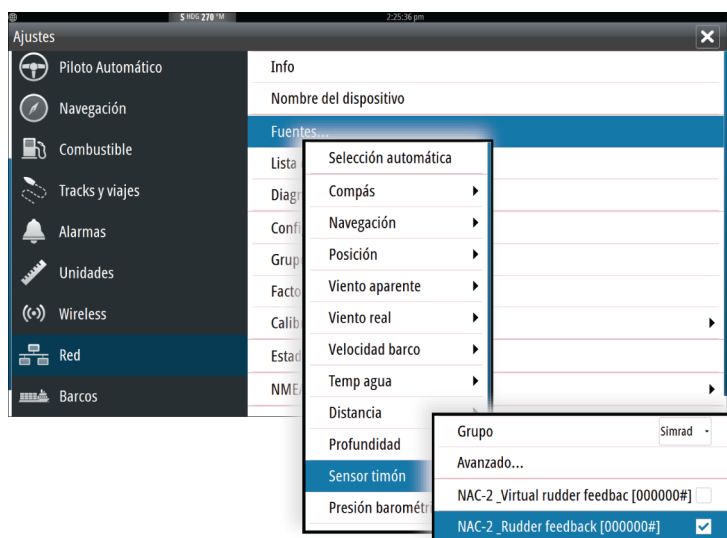 S HDG 270 °M
2:25:36 pm
Ajustes
Piloto Automático
Navegación
Combustible
Tracks y viajes
Alarmas
Unidades
Wireless
Red
Barcos
Info
Nombre del dispositivo
Fuentes...
Lista
Diagn
Confi
Grup
Facto
Calib
Estad
NME
Selección automática
Compás
Navegación
Posición
Viento aparente
Viento real
Velocidad barco
Temp agua
Distancia
Profundidad
Sensor timón
Presión barométri
Grupo
Simrad
Avanzado...
NAC-2 _Virtual rudder feedbac [000000#]
NAC-2 _Rudder feedback [000000#]